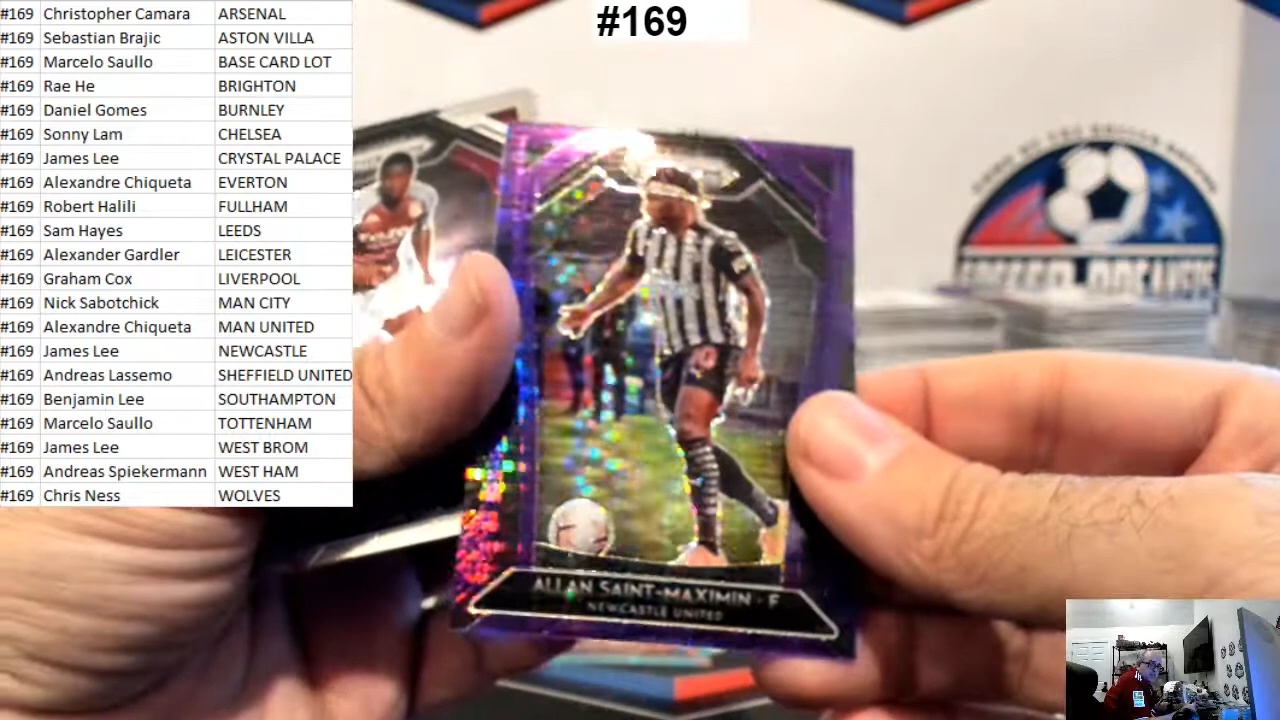 #169 Christopher Camara ARSENAL
#169 Sebastian Brajic ASTON VILLA
#169 Marcelo Saullo BASE CARD LOT
#169 Rae He BRIGHTON
#169 Daniel Gomes BURNLEY
#169 Sonny Lam CHELSEA
#169 James Lee CRYSTAL PALACE
#169 Alexandre Chiqueta EVERTON
#169 Robert Halili FULLHAM
#169 Sam Hayes LEEDS
#169 Alexander Gardler LEICESTER
#169 Graham Cox LIVERPOOL
#169 Nick Sabotchick MAN CITY
#169 Alexandre Chiqueta MAN UNITED
#169 James Lee NEWCASTLE
#169 Andreas Lassemo SHEFFIELD UNITED
#169 Benjamin Lee SOUTHAMPTON
#169 Marcelo Saullo TOTTENHAM
#169 James Lee WEST BROM
#169 Andreas Spiekermann WEST HAM
#169 Chris Ness WOLVES
#169
ALLAN SAINT-MAXIMIN - F
NEWCASTLE UNITED